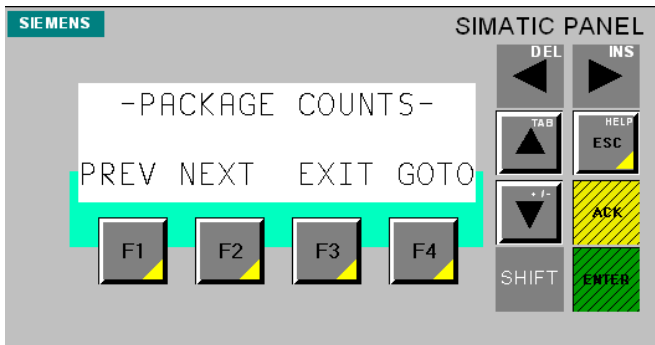 SIEMENS
SIMATIC PANEL
DEL
INS
-PACKAGE COUNTS-
TAB
HELP
ESC
PREV NEXT EXIT GOTO
+/-
ACK
F1 F2 F3 F4
SHIFT
ENTER